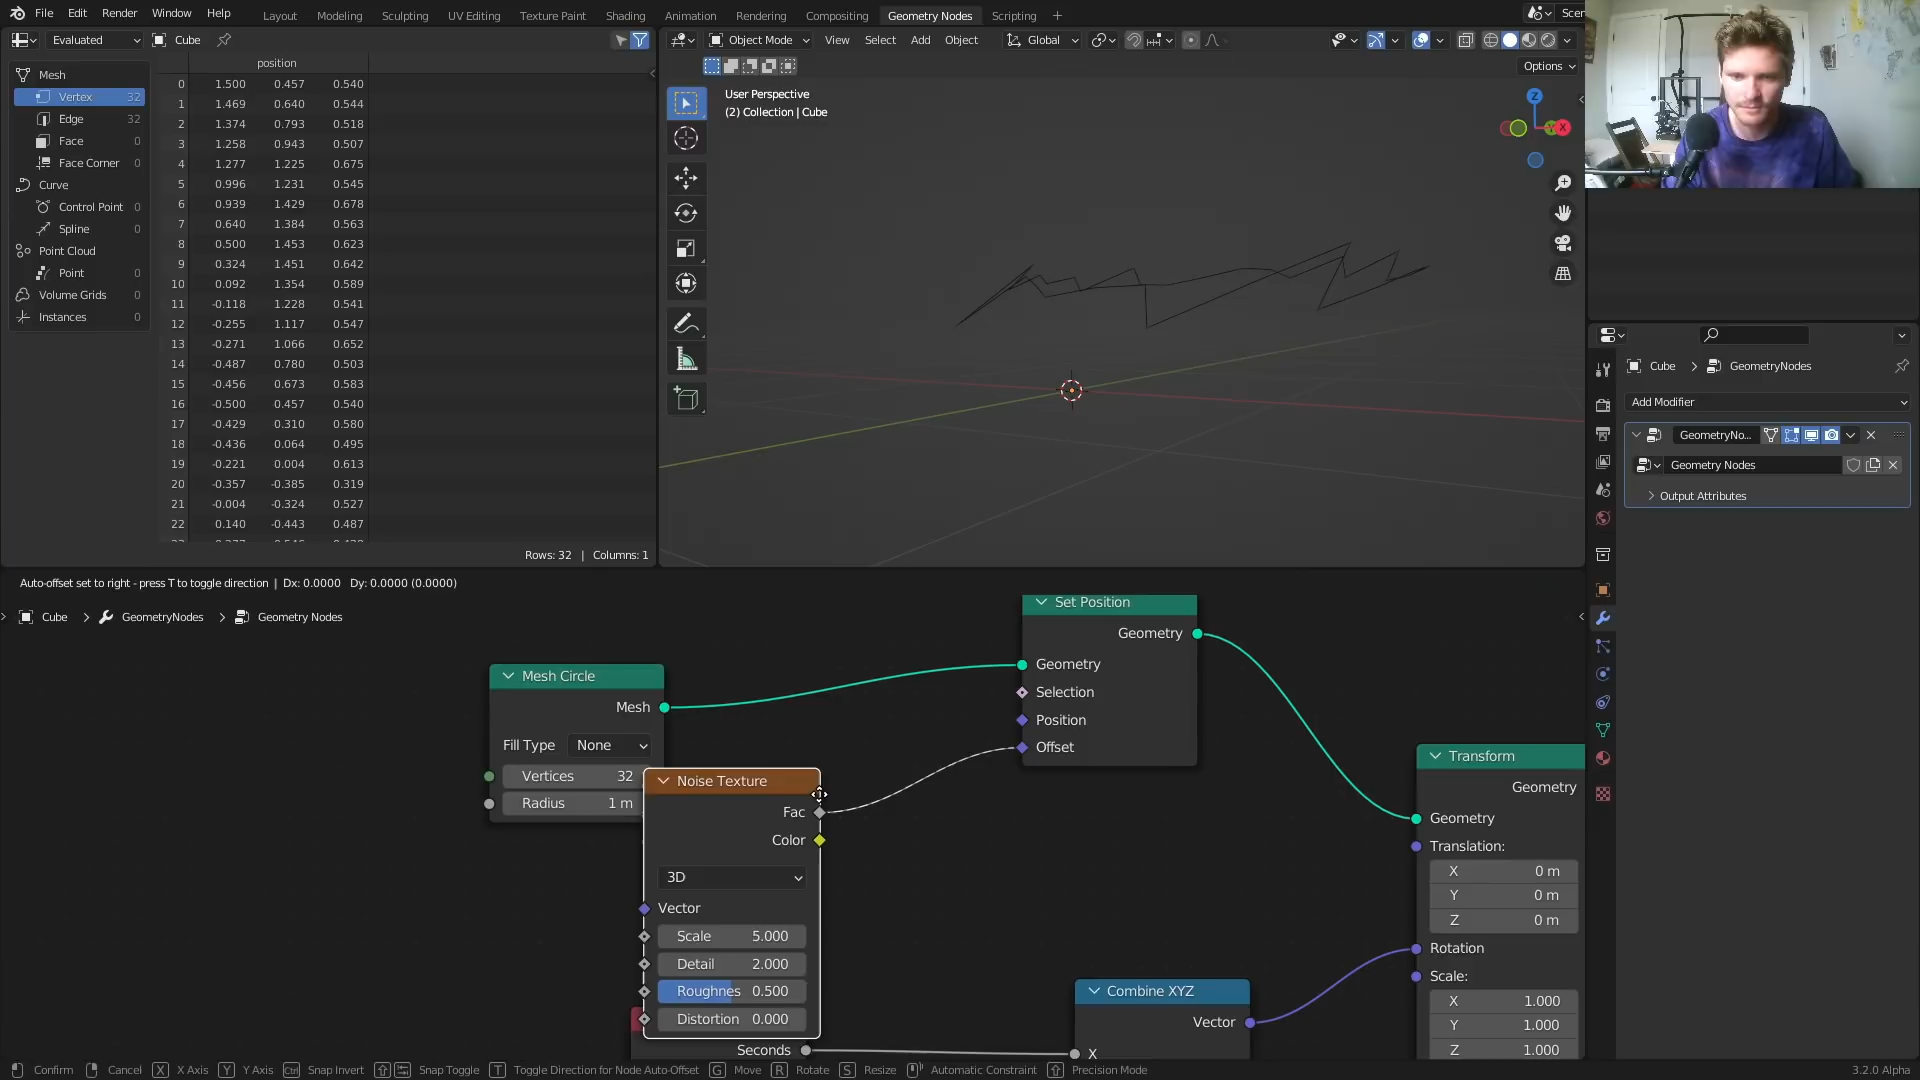 File Edit Render Window Help
Layout Modeling Sculpting UV Editing Texture Paint Shading Animation Rendering Compositing Geometry Nodes Scripting +
Scen
Evaluated
Cube
position
Mesh
Vertex 32
Edge 32
Face 0
Face Corner 0
Curve
Control Point 0
Spline 0
Point Cloud
Point 0
Volume Grids 0
Instances 0
0 1.500 0.457 0.540
1 1.469 0.640 0.544
2 1.374 0.793 0.518
3 1.258 0.943 0.507
4 1.277 1.225 0.675
5 0.996 1.231 0.545
6 0.939 1.429 0.678
7 0.640 1.384 0.563
8 0.500 1.453 0.623
9 0.324 1.451 0.642
10 0.092 1.354 0.589
11 -0.118 1.228 0.541
12 -0.255 1.117 0.547
13 -0.271 1.066 0.652
14 -0.487 0.780 0.503
15 -0.456 0.673 0.583
16 -0.500 0.457 0.540
17 -0.429 0.310 0.580
18 -0.436 0.064 0.495
19 -0.221 0.004 0.613
20 -0.357 -0.385 0.319
21 -0.004 -0.324 0.527
22 0.140 -0.443 0.487
Rows: 32 | Columns: 1
Object Mode View Select Add Object Global
Options
User Perspective
(2) Collection | Cube
Z
Y X
Cube > GeometryNodes
Add Modifier
GeometryNo...
Geometry Nodes
Output Attributes
Auto-offset set to right - press T to toggle direction | Dx: 0.0000 Dy: 0.0000 (0.0000)
Cube > GeometryNodes > Geometry Nodes
Mesh Circle
Mesh
Fill Type None
Vertices 32
Radius 1 m
Noise Texture
Fac
Color
3D
Vector
Scale 5.000
Detail 2.000
Roughnes 0.500
Distortion 0.000
Seconds
Set Position
Geometry
Geometry
Selection
Position
Offset
Combine XYZ
Vector
X
Transform
Geometry
Geometry
Translation:
X 0 m
Y 0 m
Z 0 m
Rotation
Scale:
X 1.000
Y 1.000
Z 1.000
Confirm Cancel X X Axis Y Y Axis Ctrl Snap Invert Snap Toggle T Toggle Direction for Node Auto-Offset G Move R Rotate S Resize Automatic Constraint Precision Mode
3.2.0 Alpha